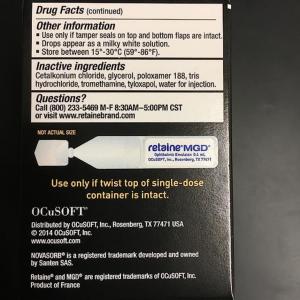 Drug Facts (continued)
Other information
▪ Use only if tamper seals on top and bottom flaps are intact.
▪ Drops appear as a milky white solution.
▪ Store between 15°-30°C (59°-86°F).
Inactive ingredients
Cetalkonium chloride, glycerol, poloxamer 188, tris
hydrochloride, tromethamine, tyloxapol, water for injection.
Questions?
Call (800) 233-5469 M-F 8:30AM–5:00PM CST
or visit www.retainebrand.com
NOT ACTUAL SIZE
retaine® MGD®
Ophthalmic Emulsion 0.4 mL
OCuSOFT, Inc., Rosenberg, TX 77471
Use only if twist top of single-dose
container is intact.
OCuSOFT®
Distributed by OCuSOFT, Inc., Rosenberg, TX 77471 USA
© 2014 OCuSOFT, Inc.
www.ocusoft.com
NOVASORB® is a registered trademark developed and owned
by Santen SAS.
Retaine® and MGD® are registered trademarks of OCuSOFT, Inc.
Product of France